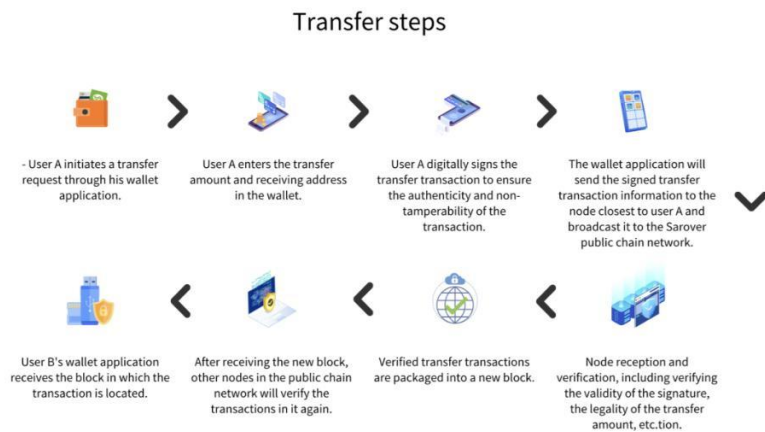 Transfer steps
- User A initiates a transfer
request through his wallet
application.
User A enters the transfer
amount and receiving address
in the wallet.
User A digitally signs the
transfer transaction to ensure
the authenticity and non-
tamperability of the
transaction.
The wallet application will
send the signed transfer
transaction information to the
node closest to user A and
broadcast it to the Sarover
public chain network.
Node reception and
verification, including verifying
the validity of the signature,
the legality of the transfer
amount, etc.tion.
Verified transfer transactions
are packaged into a new block.
After receiving the new block,
other nodes in the public chain
network will verify the
transactions in it again.
User B's wallet application
receives the block in which the
transaction is located.